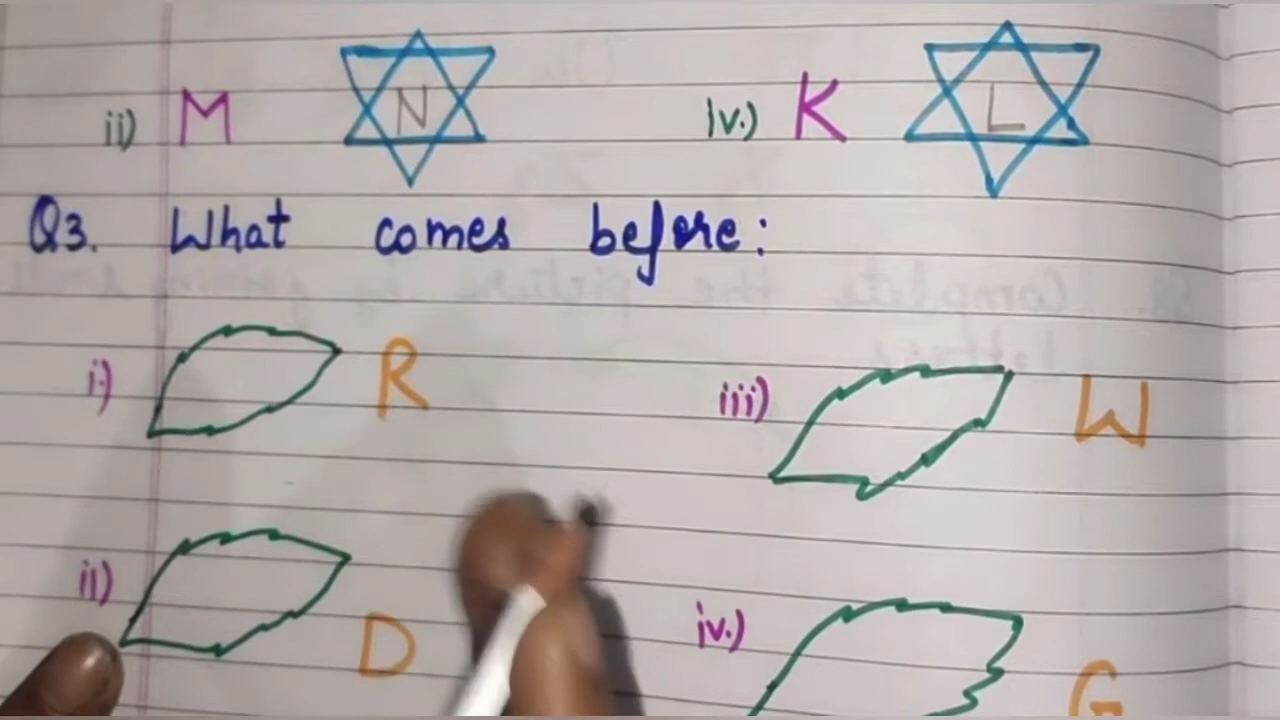 ii) M N iv.) K L
Q3. What comes before:
i) R iii) W
ii) D iv.) G